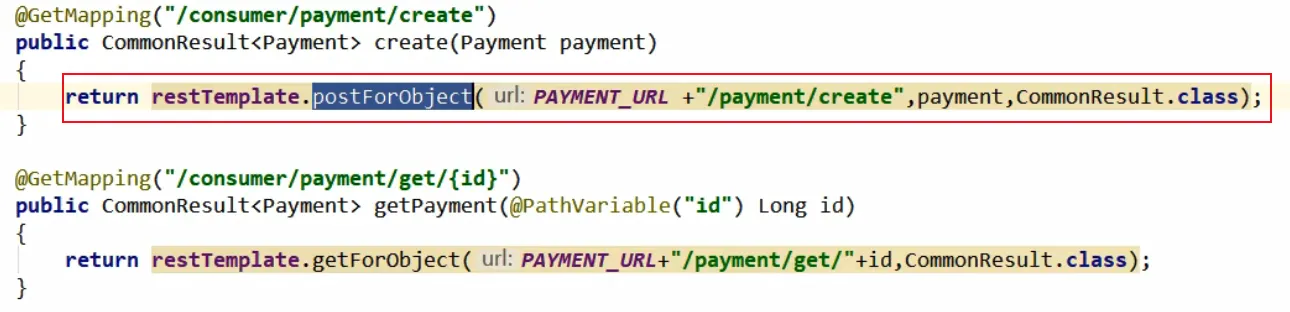 @GetMapping("/consumer/payment/create")
public CommonResult<Payment> create(Payment payment)
{
    return restTemplate.postForObject( url: PAYMENT_URL +"/payment/create",payment,CommonResult.class);
}
@GetMapping("/consumer/payment/get/{id}")
public CommonResult<Payment> getPayment(@PathVariable("id") Long id)
{
    return restTemplate.getForObject( url: PAYMENT_URL+"/payment/get/"+id,CommonResult.class);
}